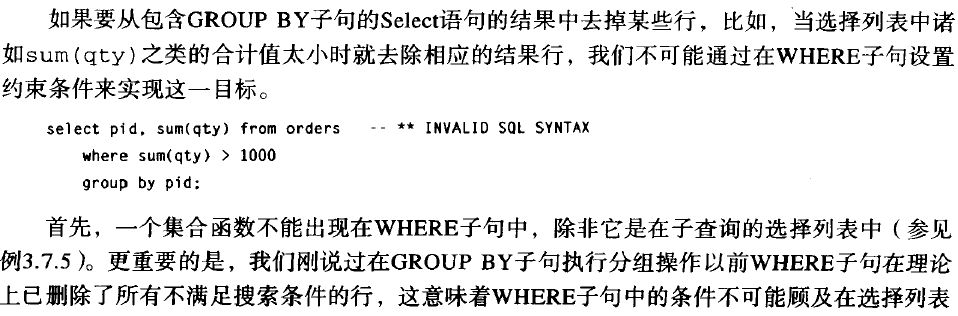 如果要从包含GROUP BY子句的Select语句的结果中去掉某些行，比如，当选择列表中诸
如sum(qty)之类的合计值太小时就去除相应的结果行，我们不可能通过在WHERE子句设置
约束条件来实现这一目标。
select pid, sum(qty) from orders -- ** INVALID SQL SYNTAX
where sum(qty) > 1000
group by pid;
首先，一个集合函数不能出现在WHERE子句中，除非它是在子查询的选择列表中（参见
例3.7.5）。更重要的是，我们刚说过在GROUP BY子句执行分组操作以前WHERE子句在理论
上已删除了所有不满足搜索条件的行，这意味着WHERE子句中的条件不可能顾及在选择列表